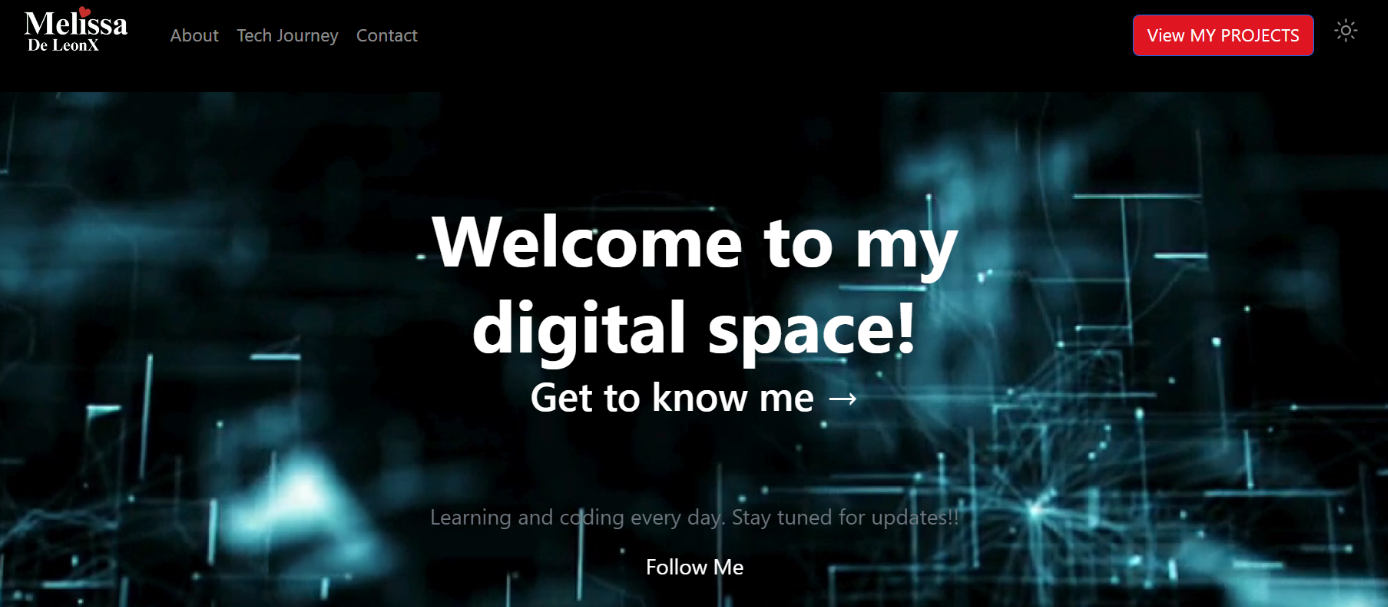 Melissa
De LeonX
About Tech Journey Contact
View MY PROJECTS
Welcome to my
digital space!
Get to know me →
Learning and coding every day. Stay tuned for updates!!
Follow Me